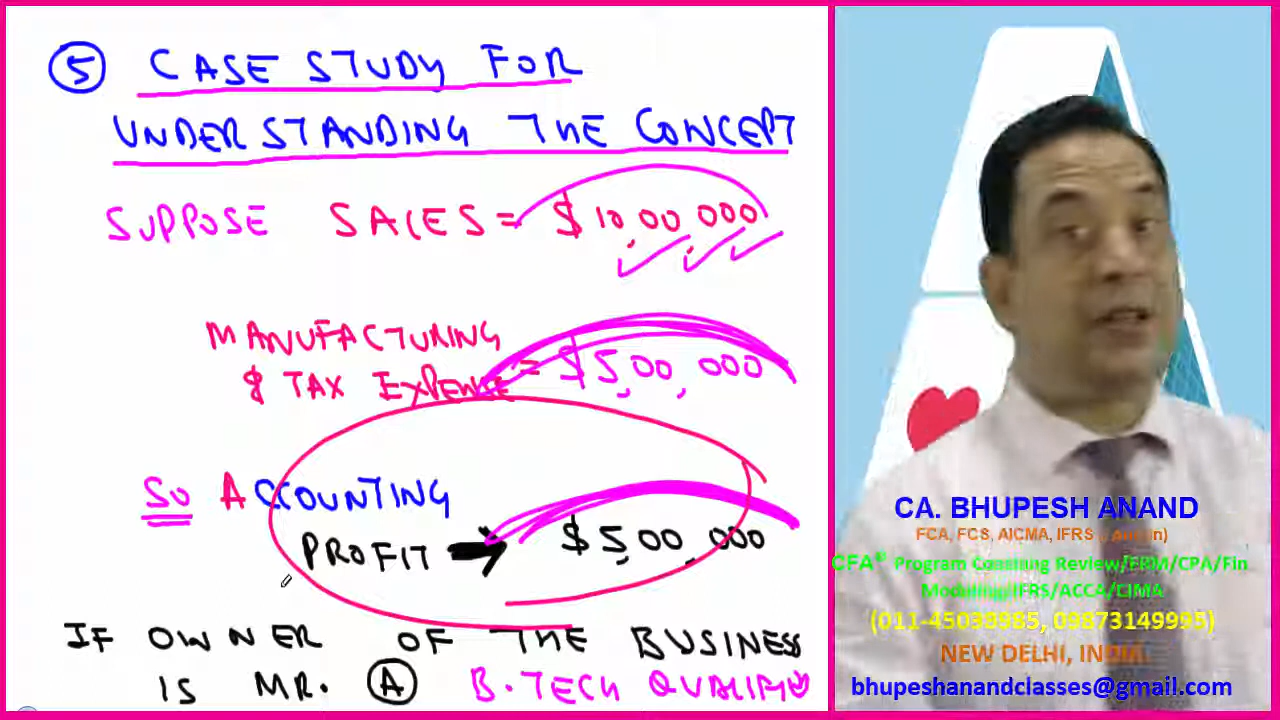 5 CASE STUDY FOR
UNDERSTANDING THE CONCEPT
SUPPOSE SALES = $10,00,000
MANUFACTURING
& TAX EXPENSE = $5,00,000
SO ACCOUNTING
PROFIT → $5,00,000
IF OWNER OF THE BUSINESS
IS MR. A B.TECH QUALIFIED
CA. BHUPESH ANAND
FCA, FCS, AICMA, IFRS
CFA® Program Coaching Review/FRM/CPA/Fin
Moduling/IFRS/ACCA/CIMA
(011-45038985, 09873149995)
NEW DELHI, INDIA.
bhupeshanandclasses@gmail.com